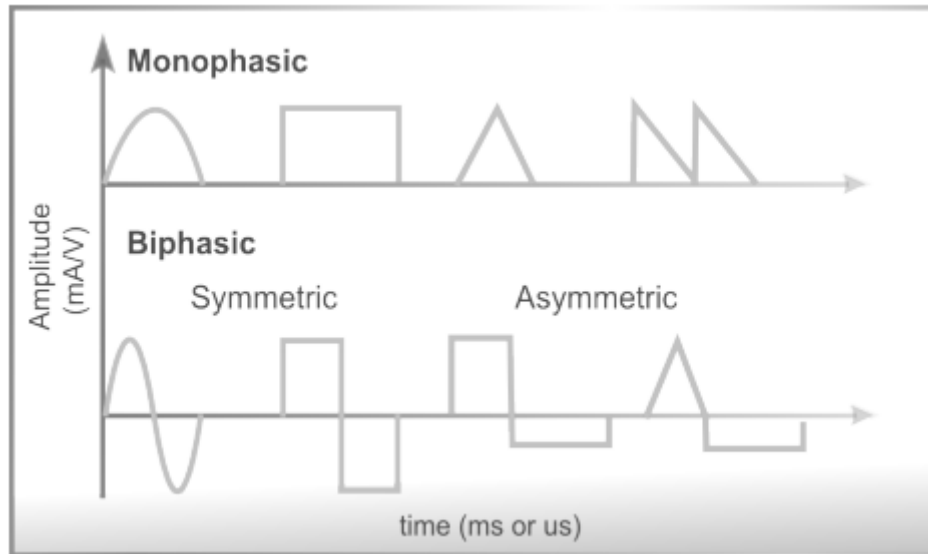 Monophasic
Biphasic
Symmetric
Asymmetric
Amplitude
(mA/V)
time (ms or us)